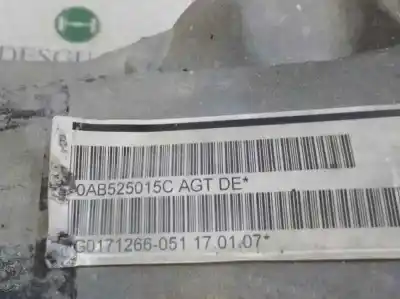 DESGU
0AB525015C AGT DE*
G0171266-051 17.01.07*